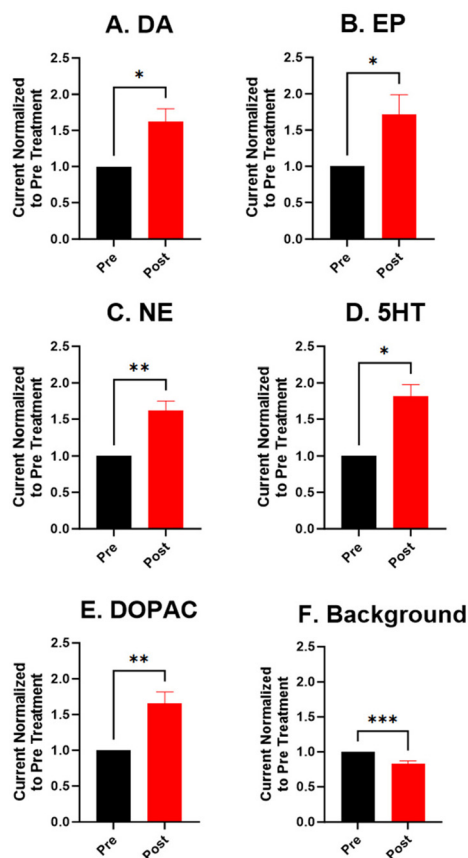 A. DA
Current Normalized
to Pre Treatment
2.5
2.0
1.5
1.0
0.5
0.0
*
Pre
Post
B. EP
Current Normalized
to Pre Treatment
2.5
2.0
1.5
1.0
0.5
0.0
*
Pre
Post
C. NE
Current Normalized
to Pre Treatment
2.5
2.0
1.5
1.0
0.5
0.0
**
Pre
Post
D. 5HT
Current Normalized
to Pre Treatment
2.5
2.0
1.5
1.0
0.5
0.0
*
Pre
Post
E. DOPAC
Current Normalized
to Pre Treatment
2.5
2.0
1.5
1.0
0.5
0.0
**
Pre
Post
F. Background
Current Normalized
to Pre Treatment
2.5
2.0
1.5
1.0
0.5
0.0
***
Pre
Post